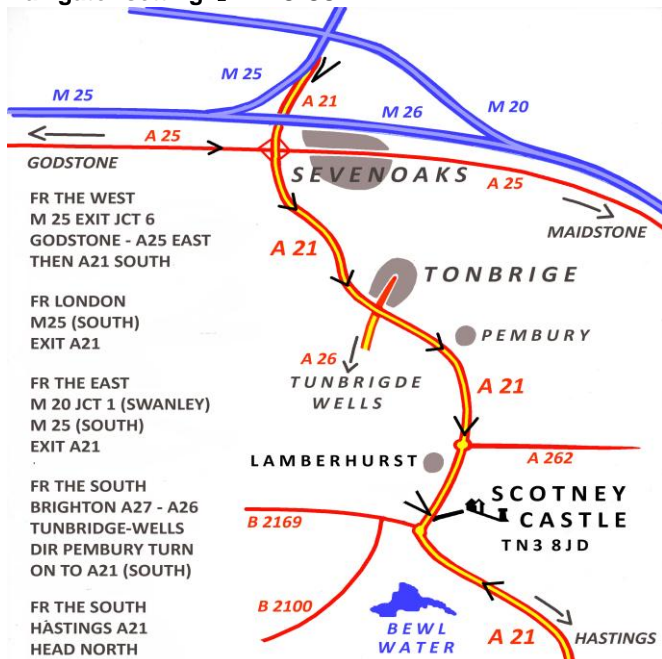 M 25
M 25
A 21
M 26
M 20
A 25
GODSTONE
SEVENOAKS
A 25
MAIDSTONE
FR THE WEST
M 25 EXIT JCT 6
GODSTONE - A25 EAST
THEN A21 SOUTH
FR LONDON
M25 (SOUTH)
EXIT A21
FR THE EAST
M 20 JCT 1 (SWANLEY)
M 25 (SOUTH)
EXIT A21
FR THE SOUTH
BRIGHTON A27 - A26
TUNBRIDGE-WELLS
DIR PEMBURY TURN
ON TO A21 (SOUTH)
FR THE SOUTH
HASTINGS A21
HEAD NORTH
A 21
TONBRIGE
PEMBURY
A 26
TUNBRIGDE
WELLS
A 21
LAMBERHURST
A 262
SCOTNEY
CASTLE
TN3 8JD
B 2169
B 2100
BEWL
WATER
A 21
HASTINGS